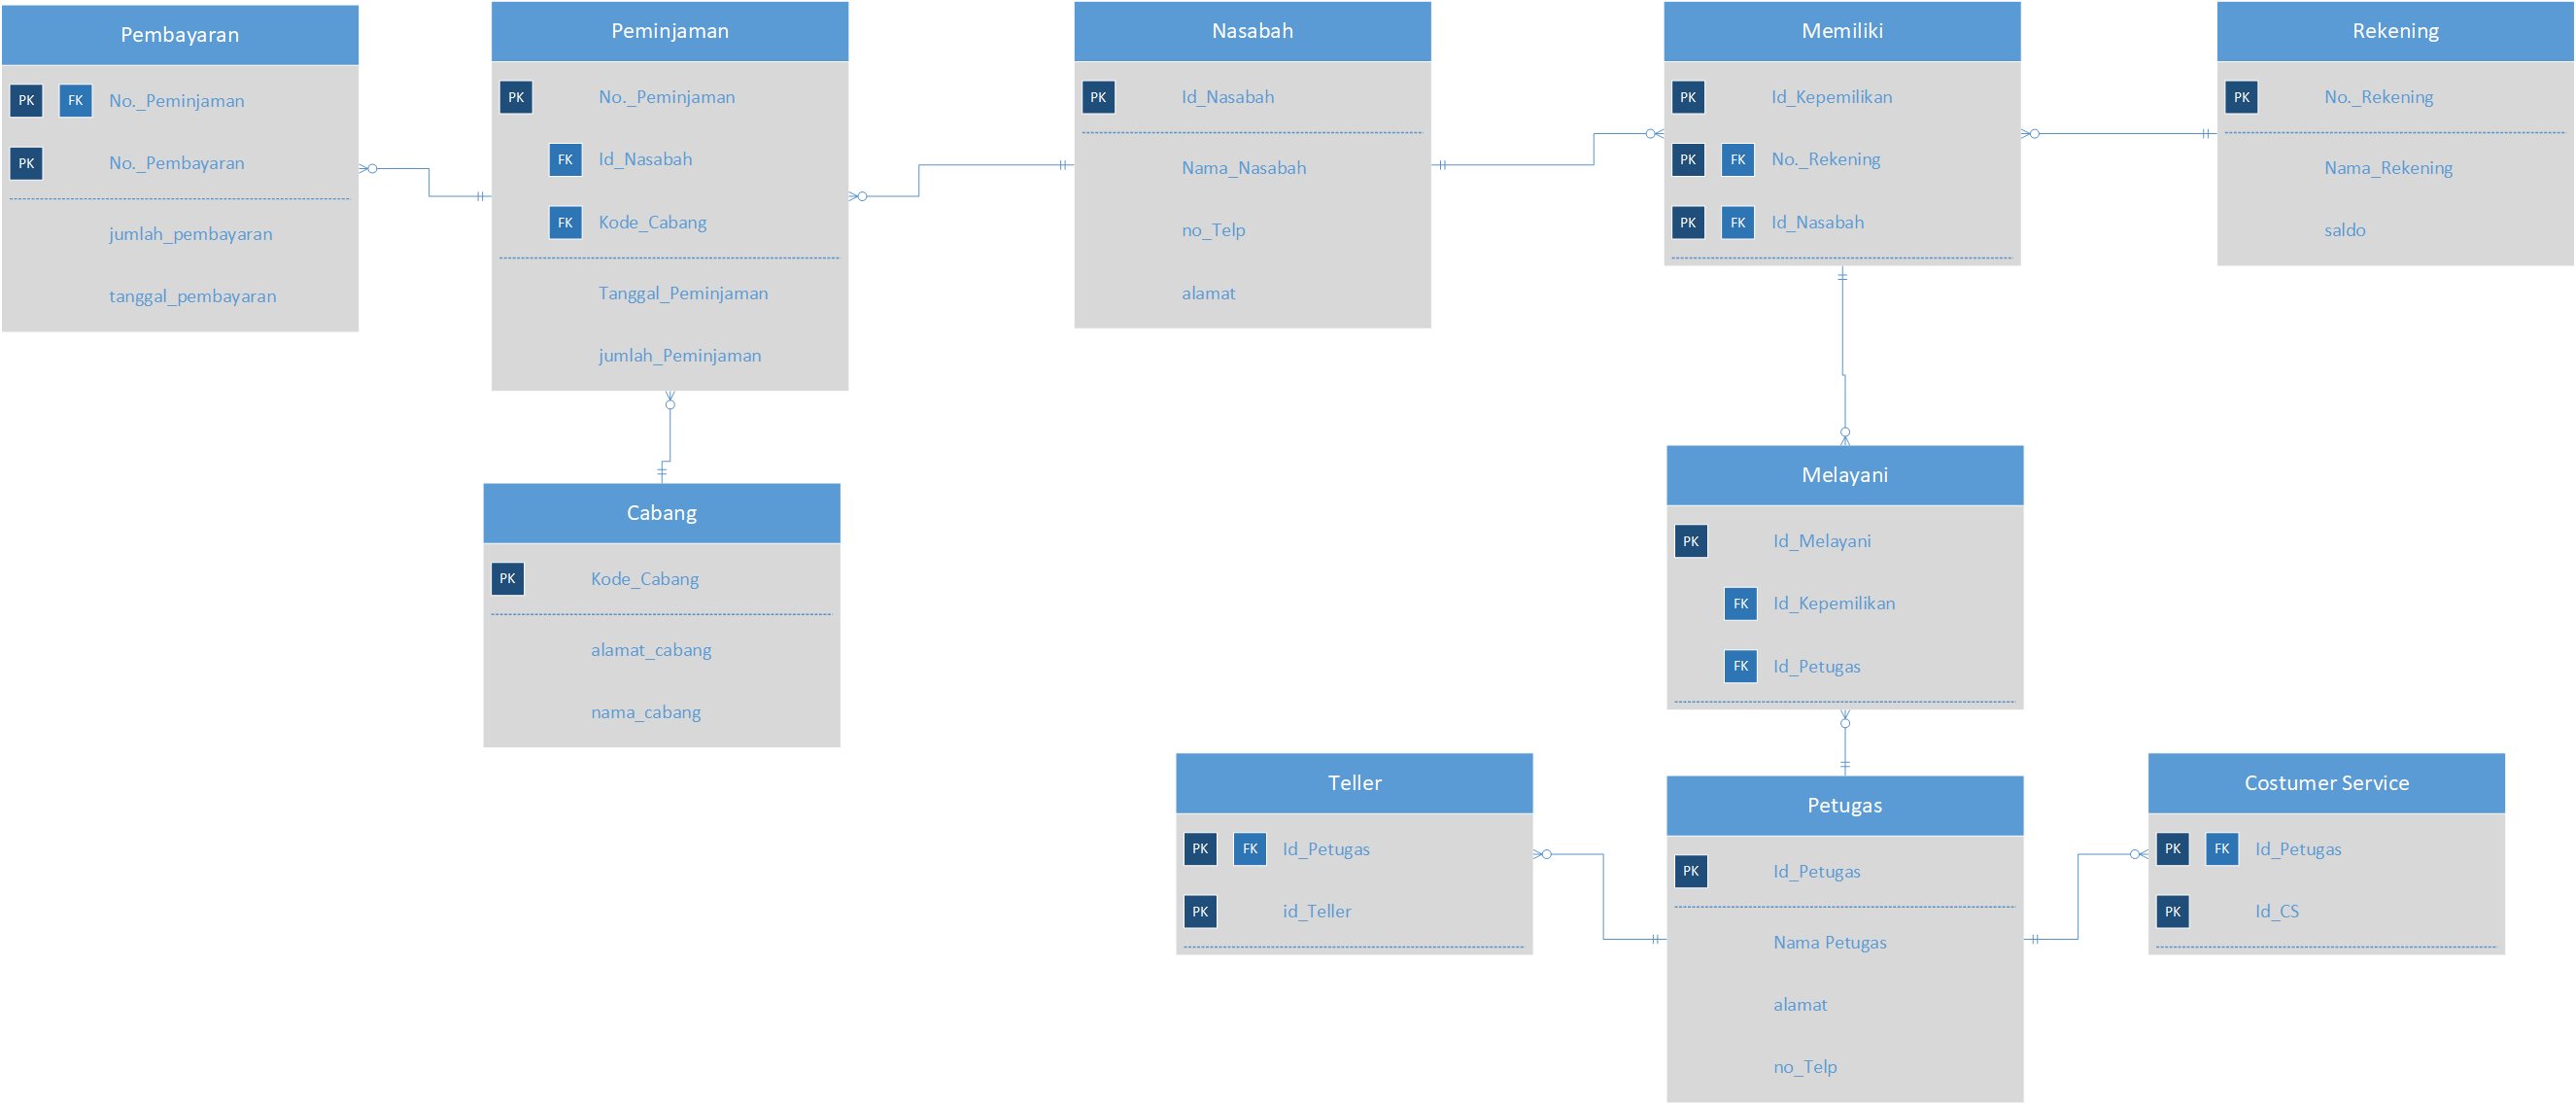 Pembayaran
PK FK No._Peminjaman
PK No._Pembayaran
jumlah_pembayaran
tanggal_pembayaran
Peminjaman
PK No._Peminjaman
FK Id_Nasabah
FK Kode_Cabang
Tanggal_Peminjaman
jumlah_Peminjaman
Nasabah
PK Id_Nasabah
Nama_Nasabah
no_Telp
alamat
Memiliki
PK Id_Kepemilikan
PK FK No._Rekening
PK FK Id_Nasabah
Rekening
PK No._Rekening
Nama_Rekening
saldo
Cabang
PK Kode_Cabang
alamat_cabang
nama_cabang
Melayani
PK Id_Melayani
FK Id_Kepemilikan
FK Id_Petugas
Teller
PK FK Id_Petugas
PK id_Teller
Petugas
PK Id_Petugas
Nama Petugas
alamat
no_Telp
Costumer Service
PK FK Id_Petugas
PK Id_CS